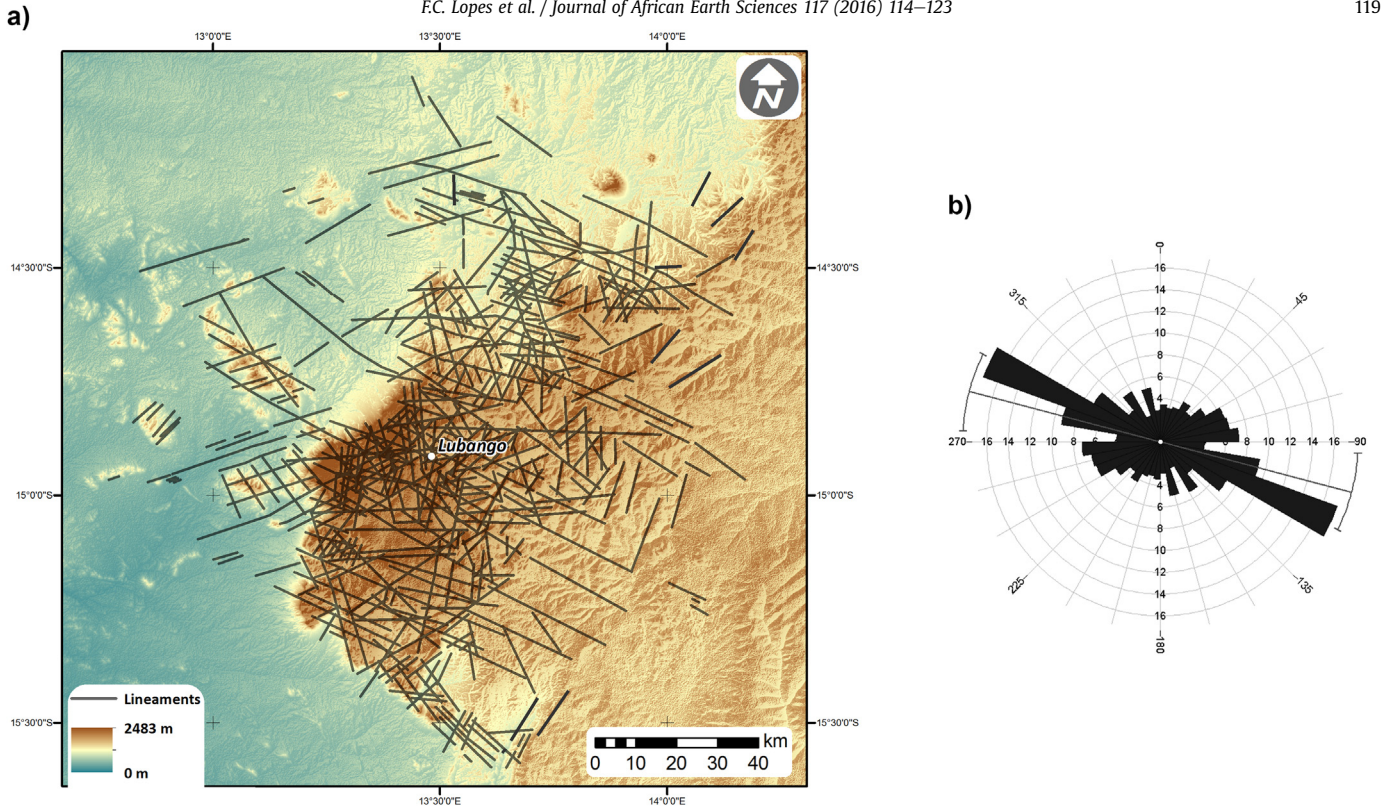 F.C. Lopes et al. / Journal of African Earth Sciences 117 (2016) 114–123 119
a)
13°0'0"E 13°30'0"E 14°0'0"E
N
14°30'0"S 14°30'0"S
Lubango
15°0'0"S 15°0'0"S
15°30'0"S 15°30'0"S
Lineaments
2483 m
0 m
km
0 10 20 30 40
13°30'0"E 14°0'0"E
b)
0
16
14
12
10
8
6
4
315 45
270 16 14 12 10 8 6 6 8 10 12 14 16 90
4
6
8
10
12
14
16
225 135
180